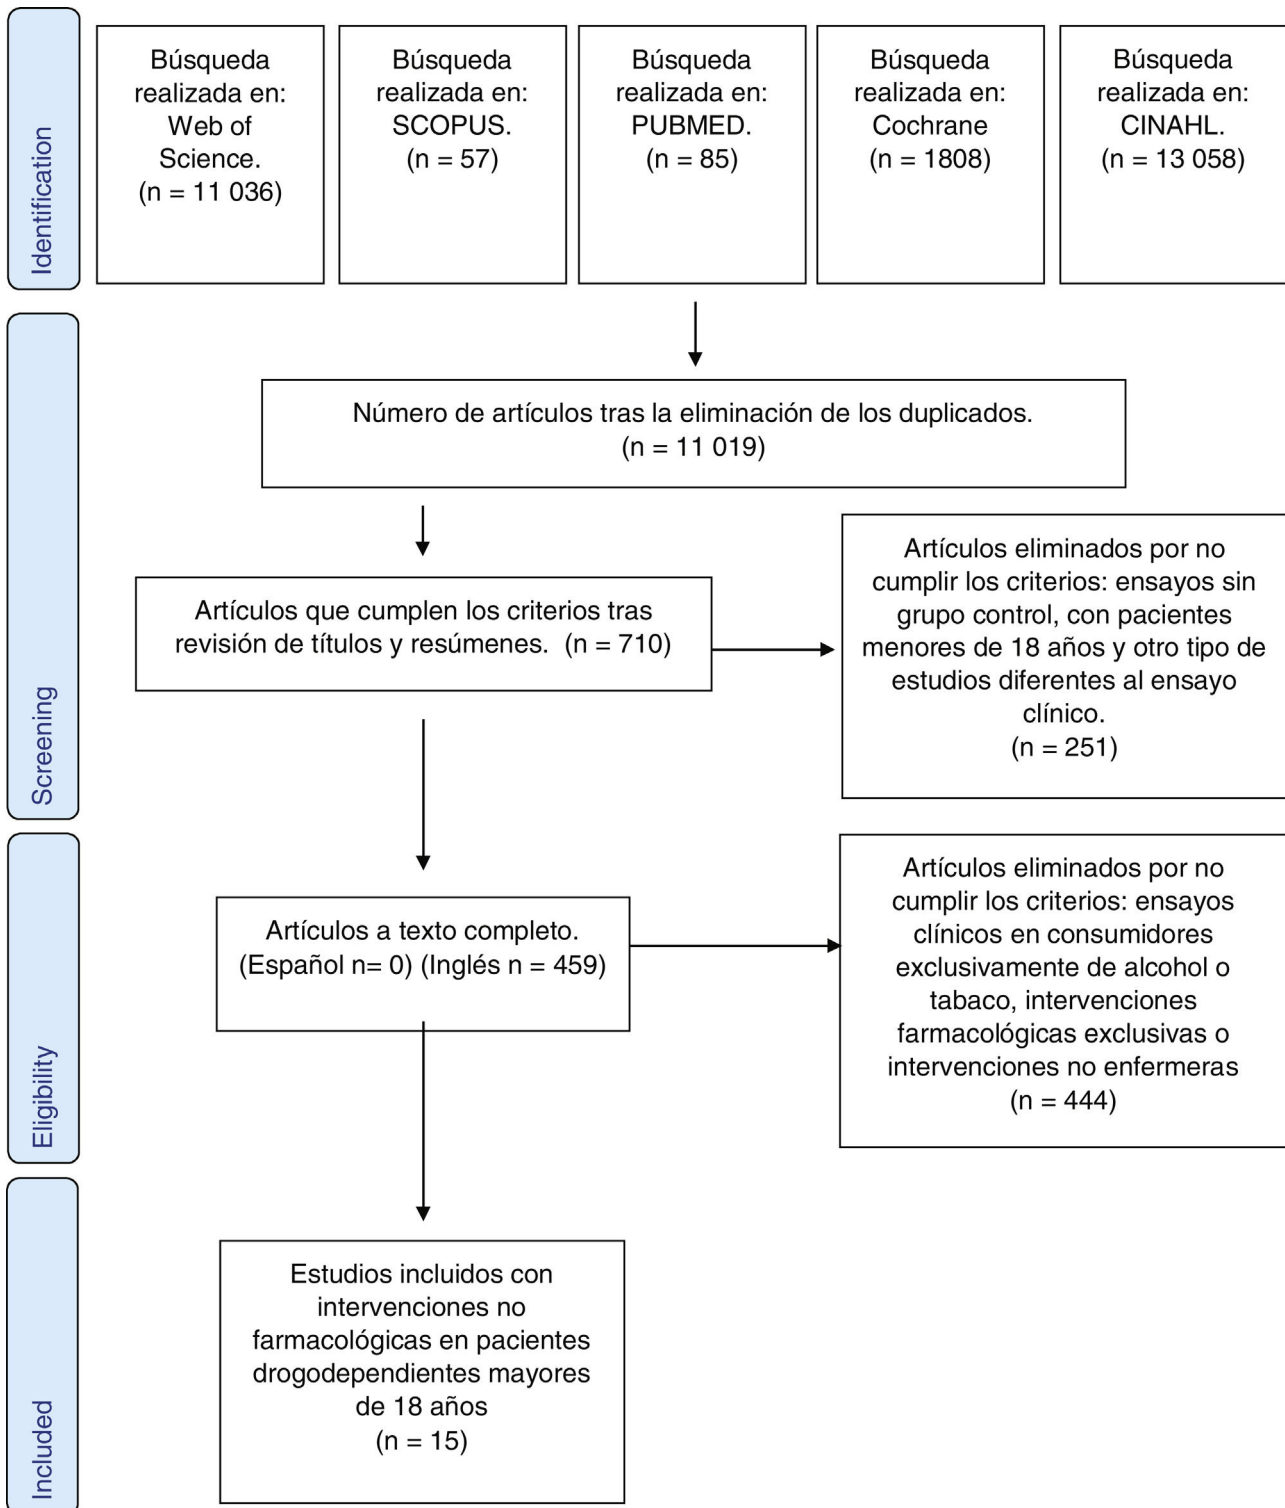 Identification
Búsqueda
realizada en:
Web of
Science.
(n = 11 036)
Búsqueda
realizada en:
SCOPUS.
(n = 57)
Búsqueda
realizada en:
PUBMED.
(n = 85)
Búsqueda
realizada en:
Cochrane
(n = 1808)
Búsqueda
realizada en:
CINAHL.
(n = 13 058)
Screening
Número de artículos tras la eliminación de los duplicados.
(n = 11 019)
Artículos que cumplen los criterios tras
revisión de títulos y resúmenes. (n = 710)
Artículos eliminados por no
cumplir los criterios: ensayos sin
grupo control, con pacientes
menores de 18 años y otro tipo de
estudios diferentes al ensayo
clínico.
(n = 251)
Eligibility
Artículos a texto completo.
(Español n= 0) (Inglés n = 459)
Artículos eliminados por no
cumplir los criterios: ensayos
clínicos en consumidores
exclusivamente de alcohol o
tabaco, intervenciones
farmacológicas exclusivas o
intervenciones no enfermeras
(n = 444)
Included
Estudios incluidos con
intervenciones no
farmacológicas en pacientes
drogodependientes mayores
de 18 años
(n = 15)